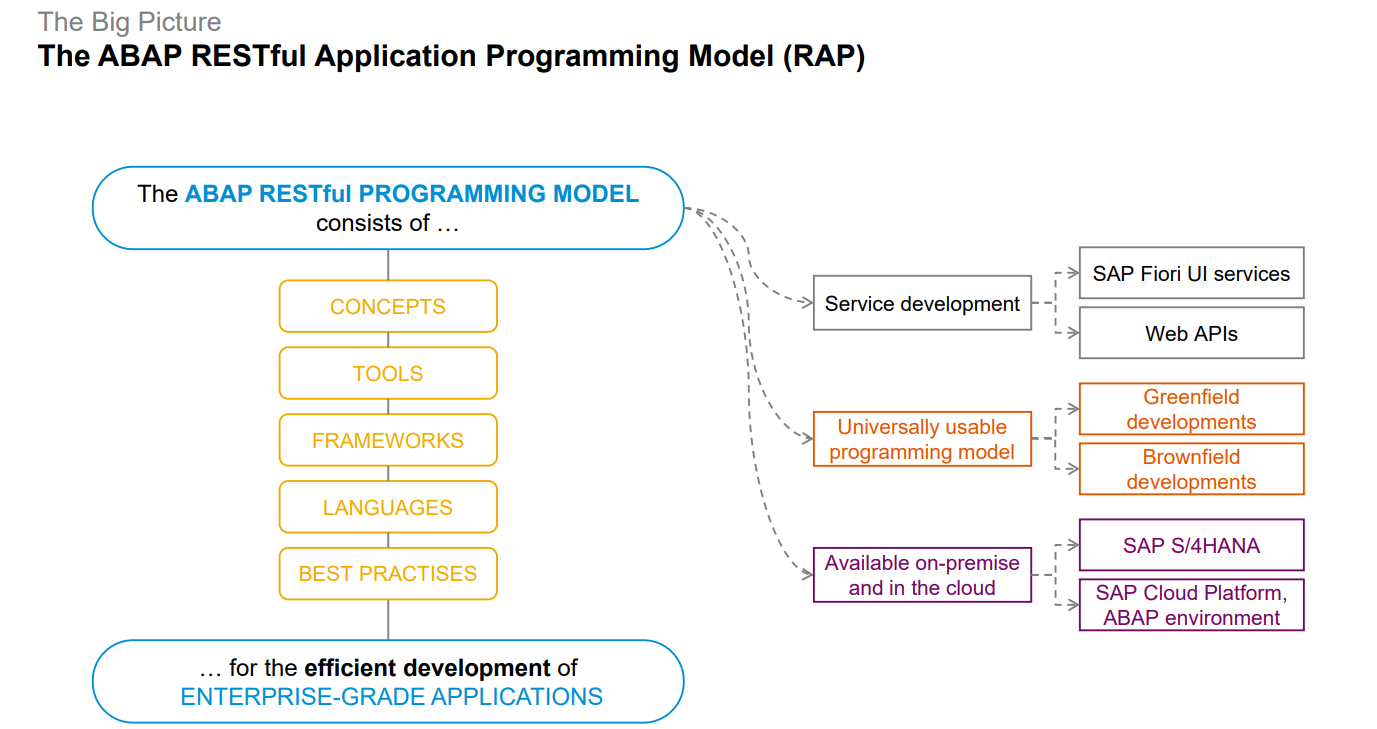 The Big Picture
The ABAP RESTful Application Programming Model (RAP)
The ABAP RESTful PROGRAMMING MODEL
consists of …
CONCEPTS
TOOLS
FRAMEWORKS
LANGUAGES
BEST PRACTISES
… for the efficient development of
ENTERPRISE-GRADE APPLICATIONS
Service development
SAP Fiori UI services
Web APIs
Universally usable
programming model
Greenfield
developments
Brownfield
developments
Available on-premise
and in the cloud
SAP S/4HANA
SAP Cloud Platform,
ABAP environment